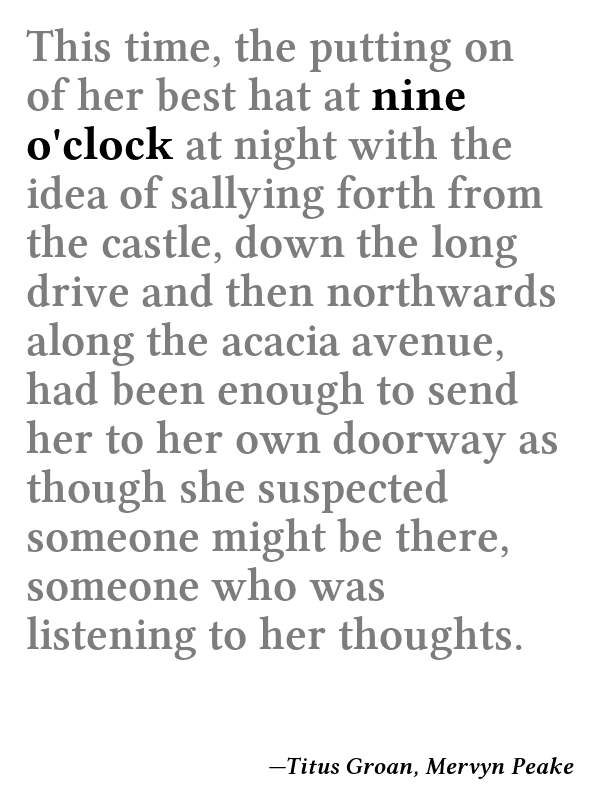 This time, the putting on
of her best hat at nine
o'clock at night with the
idea of sallying forth from
the castle, down the long
drive and then northwards
along the acacia avenue,
had been enough to send
her to her own doorway as
though she suspected
someone might be there,
someone who was
listening to her thoughts.
—Titus Groan, Mervyn Peake